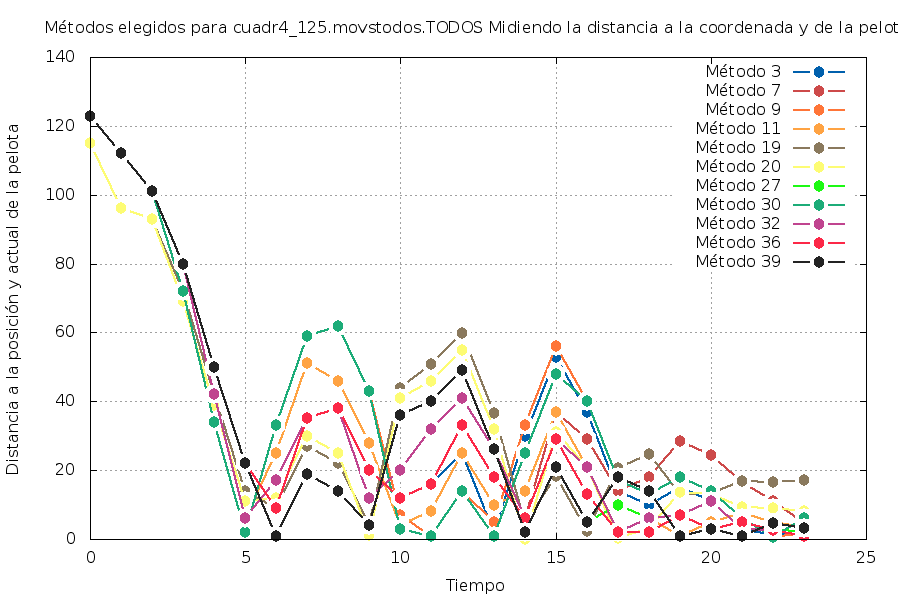 Métodos elegidos para cuadr4_125.movstodos.TODOS Midiendo la distancia a la coordenada y de la pelot
140
120
100
80
60
40
20
0
0 5 10 15 20 25
Distancia a la posición y actual de la pelota
Tiempo
Método 3
Método 7
Método 9
Método 11
Método 19
Método 20
Método 27
Método 30
Método 32
Método 36
Método 39